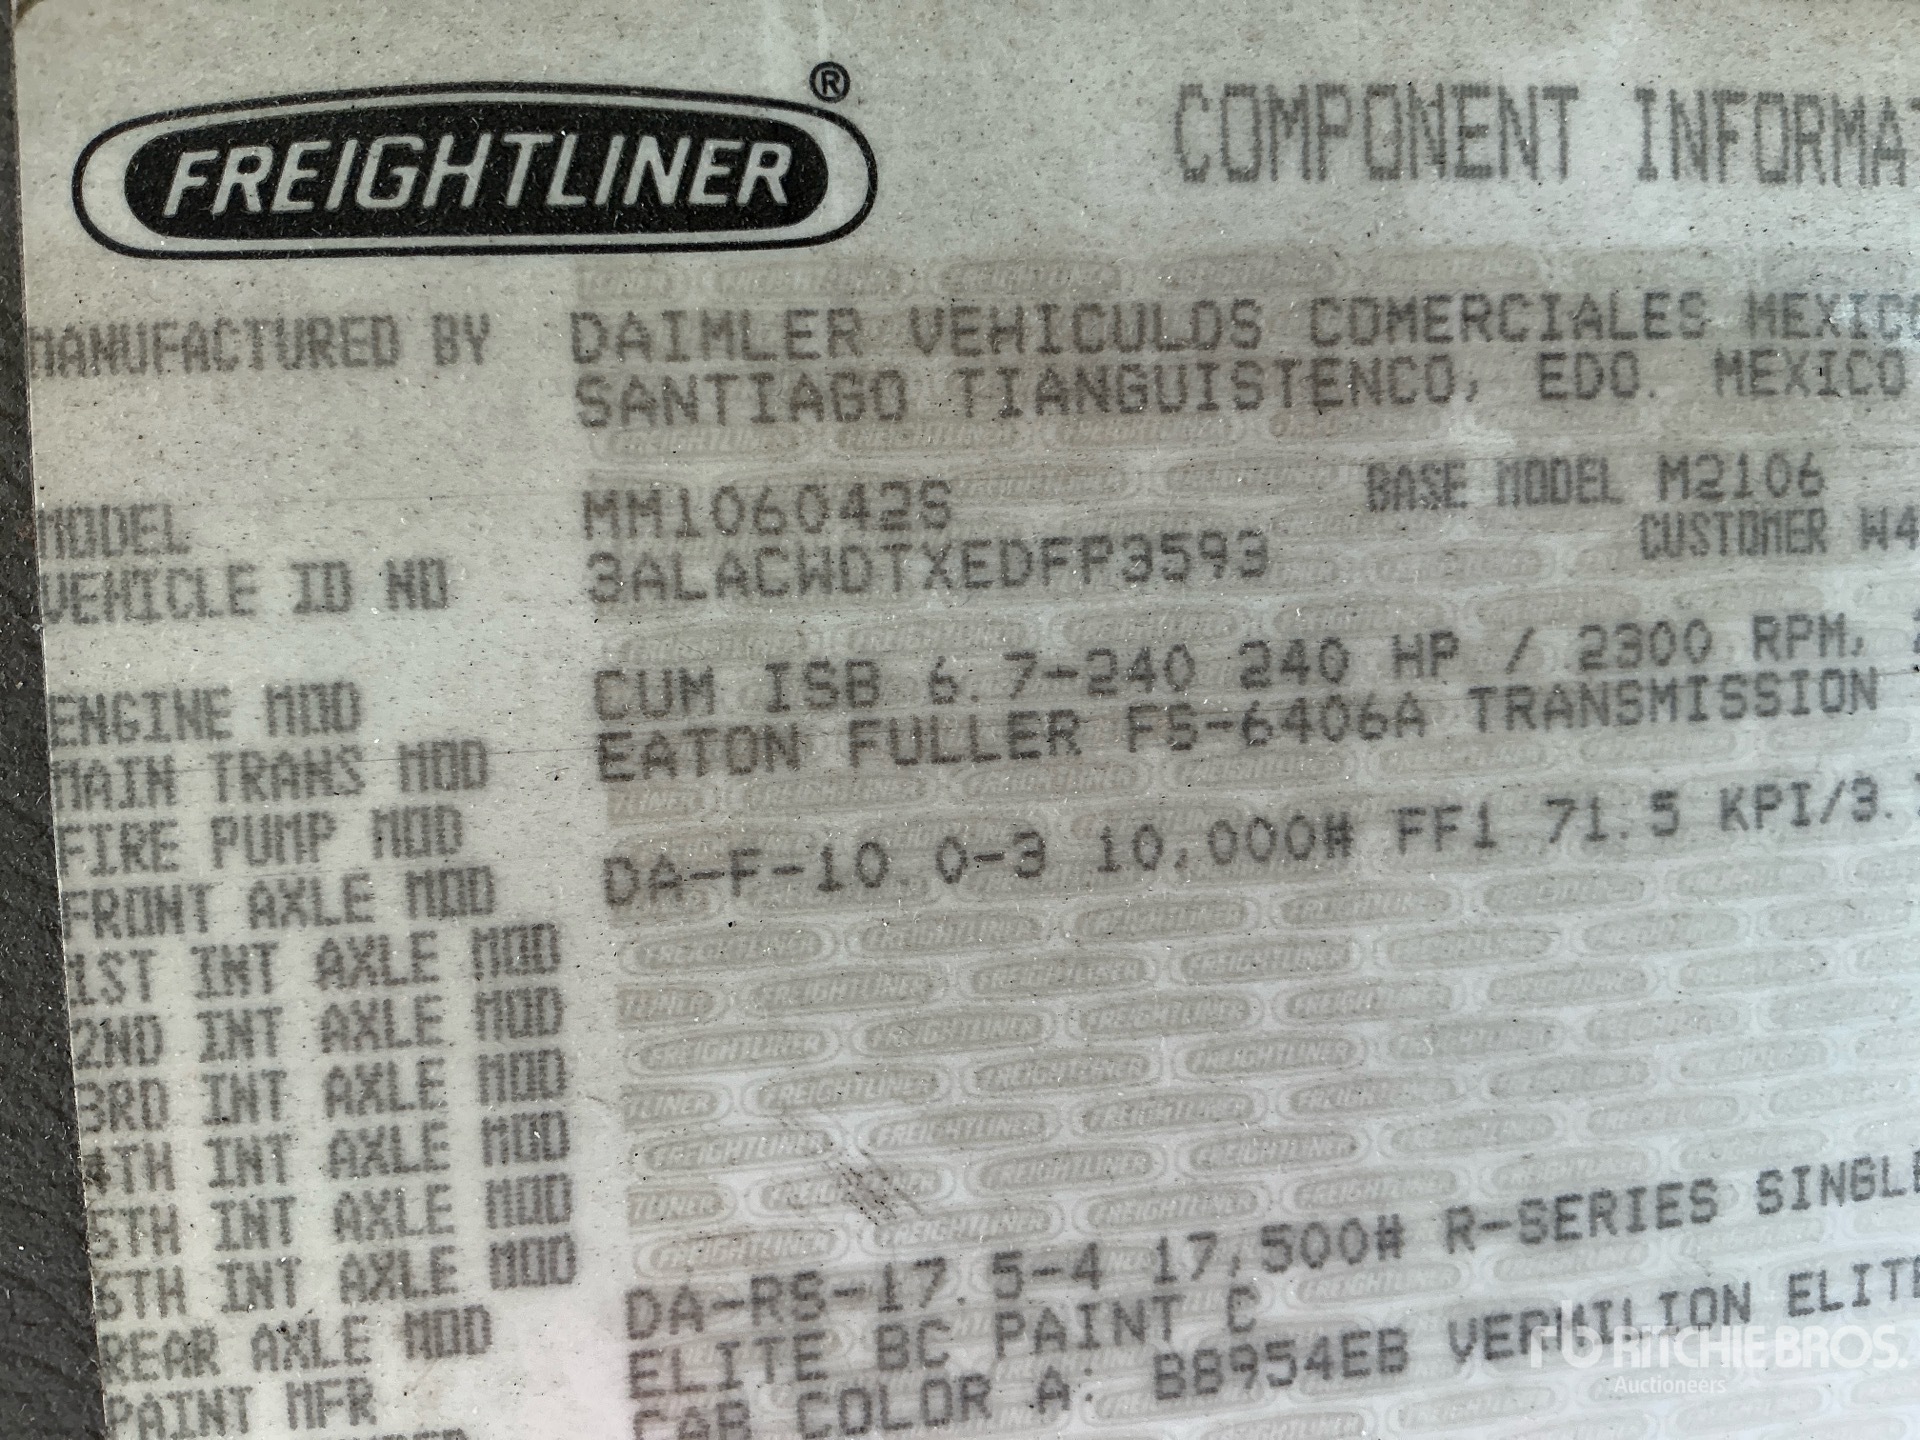 FREIGHTLINER®
COMPONENT INFORMA
MANUFACTURED BY DAIMLER VEHICULOS COMERCIALES MEXICO
SANTIAGO TIANGUISTENCO, EDO. MEXICO
MODEL MM106042S BASE MODEL M2106
VEHICLE ID NO 3ALACWDTXEDFP3593 CUSTOMER W4
ENGINE MOD CUM ISB 6.7-240 240 HP / 2300 RPM,
MAIN TRANS MOD EATON FULLER FS-6406A TRANSMISSION
FIRE PUMP MOD
FRONT AXLE MOD DA-F-10.0-3 10,000# FF1 71.5 KPI/3.
1ST INT AXLE MOD
2ND INT AXLE MOD
3RD INT AXLE MOD
4TH INT AXLE MOD
5TH INT AXLE MOD
6TH INT AXLE MOD
REAR AXLE MOD DA-RS-17.5-4 17,500# R-SERIES SINGLE
PAINT MFR ELITE BC PAINT C
CAB COLOR A: B8954EB VERMILION ELITE
rb RITCHIE BROS.
Auctioneers